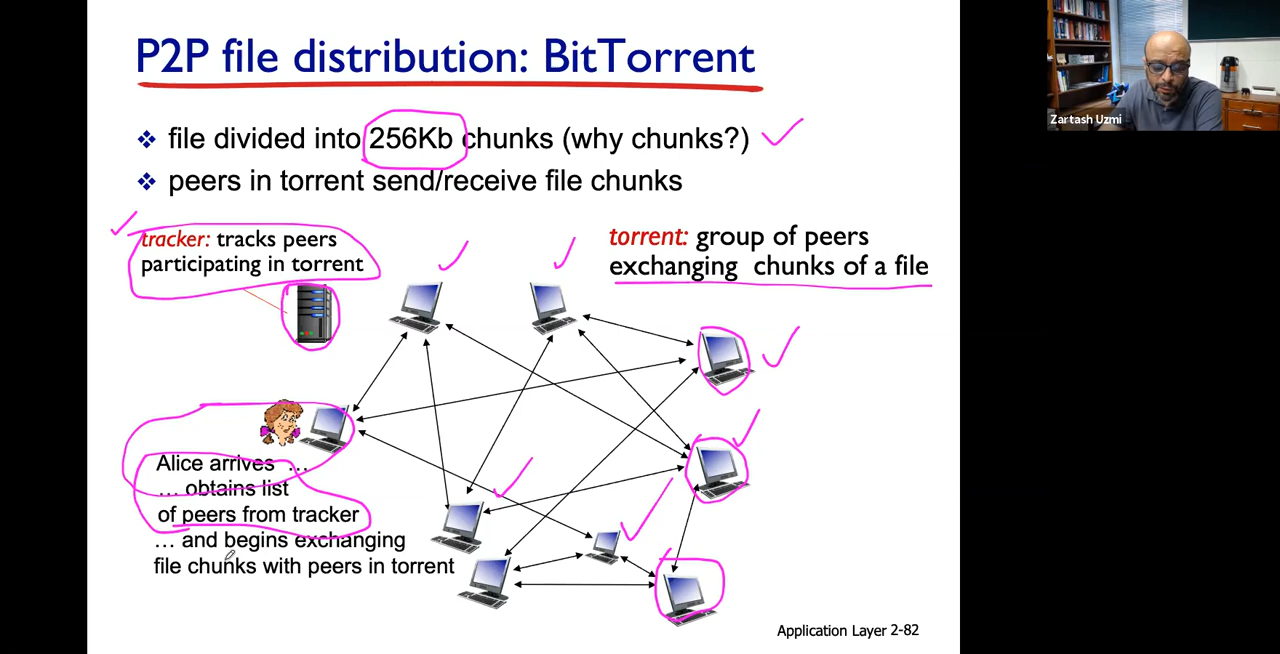 P2P file distribution: BitTorrent
file divided into 256Kb chunks (why chunks?)
peers in torrent send/receive file chunks
tracker: tracks peers
participating in torrent
torrent: group of peers
exchanging chunks of a file
Alice arrives …
… obtains list
of peers from tracker
… and begins exchanging
file chunks with peers in torrent
Application Layer 2-82
Zartash Uzmi